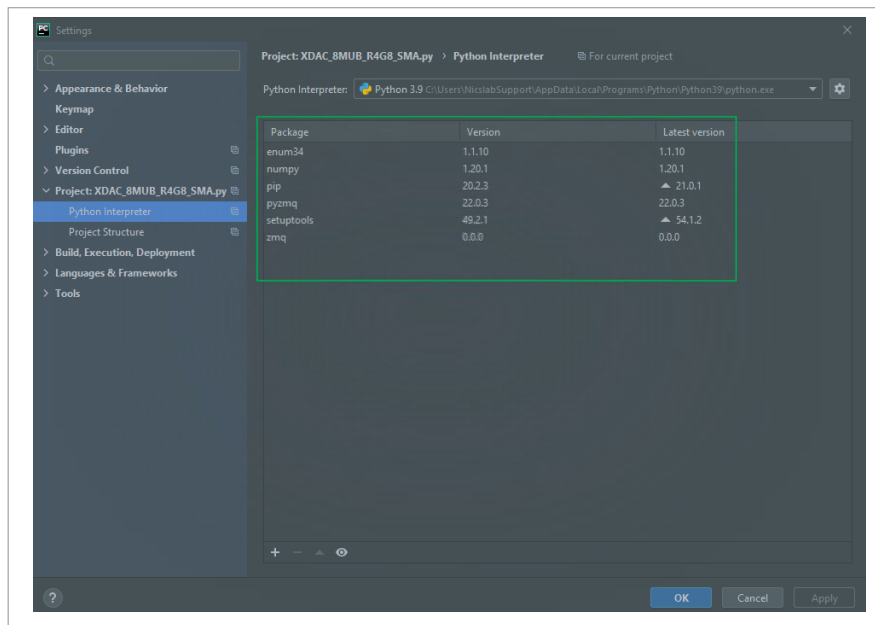 PC Settings
Project: XDAC_8MUB_R4G8_SMA.py > Python Interpreter For current project
Python Interpreter: Python 3.9 C:\Users\NicslabSupport\AppData\Local\Programs\Python\Python39\python.exe
> Appearance & Behavior
Keymap
> Editor
Plugins
> Version Control
Project: XDAC_8MUB_R4G8_SMA.py
Python Interpreter
Project Structure
> Build, Execution, Deployment
> Languages & Frameworks
> Tools
Package Version Latest version
enum34 1.1.10 1.1.10
numpy 1.20.1 1.20.1
pip 20.2.3 ▲ 21.0.1
pyzmq 22.0.3 22.0.3
setuptools 49.2.1 ▲ 54.1.2
zmq 0.0.0 0.0.0
?
OK Cancel Apply